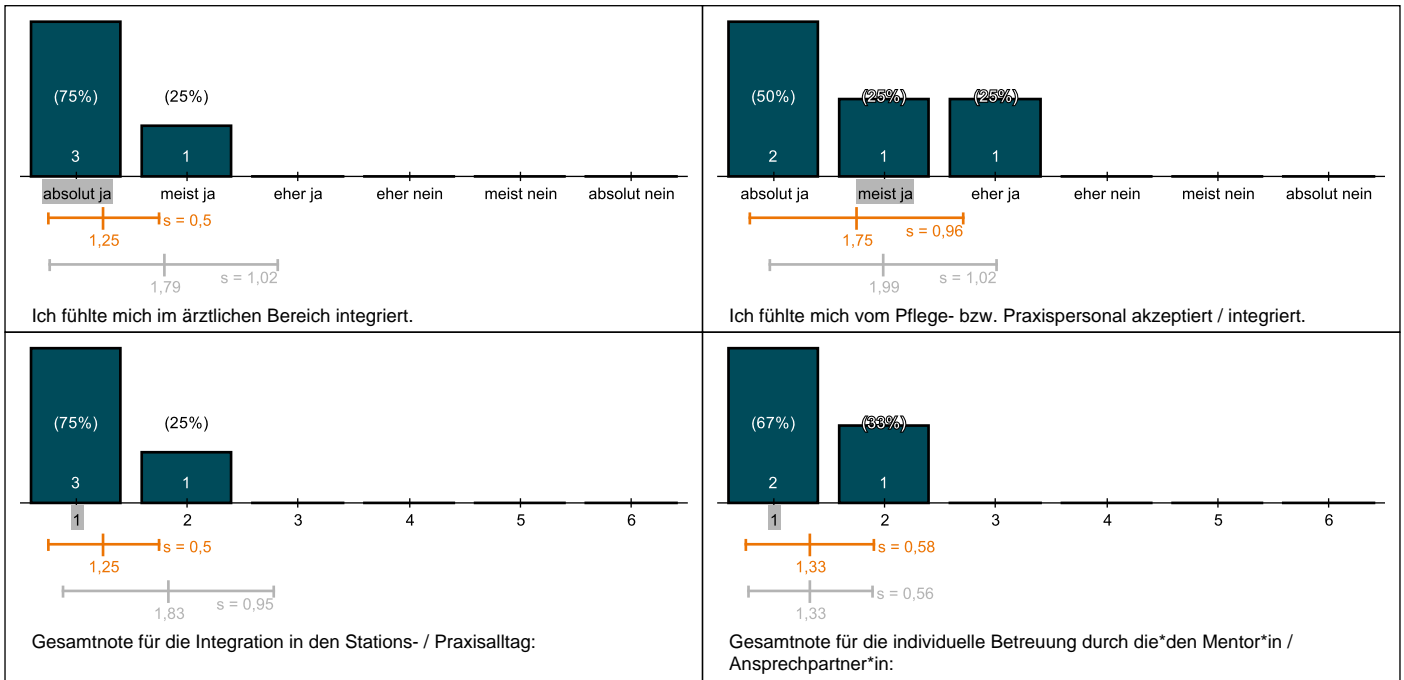 (75%) (25%)
3 1
absolut ja meist ja eher ja eher nein meist nein absolut nein
s = 0,5
1,25
s = 1,02
1,79
Ich fühlte mich im ärztlichen Bereich integriert.
(50%) (25%) (25%)
2 1 1
absolut ja meist ja eher ja eher nein meist nein absolut nein
s = 0,96
1,75
s = 1,02
1,99
Ich fühlte mich vom Pflege- bzw. Praxispersonal akzeptiert / integriert.
(75%) (25%)
3 1
1 2 3 4 5 6
s = 0,5
1,25
s = 0,95
1,83
Gesamtnote für die Integration in den Stations- / Praxisalltag:
(67%) (33%)
2 1
1 2 3 4 5 6
s = 0,58
1,33
s = 0,56
1,33
Gesamtnote für die individuelle Betreuung durch die*den Mentor*in /
Ansprechpartner*in: